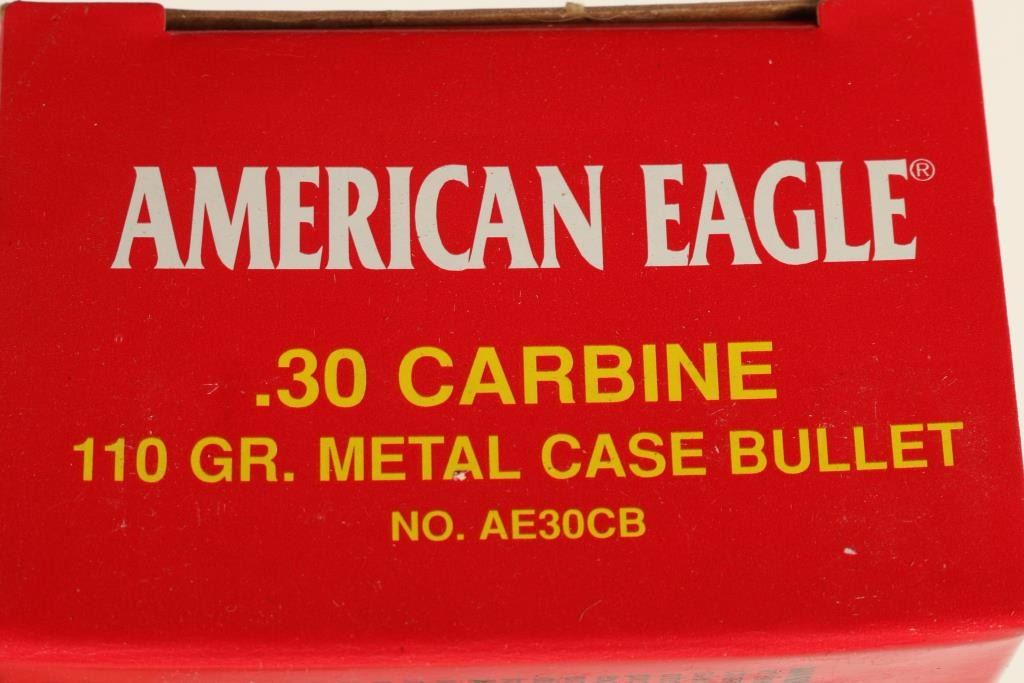 AMERICAN EAGLE®
.30 CARBINE
110 GR. METAL CASE BULLET
NO. AE30CB